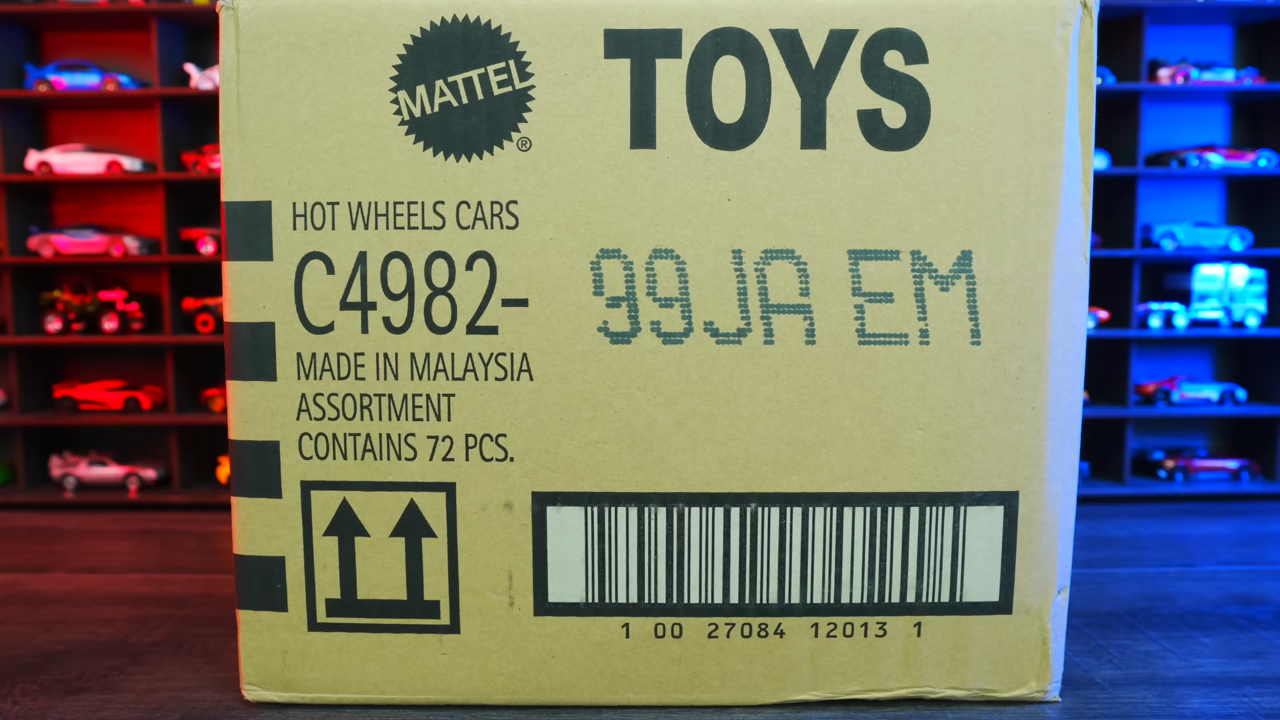 MATTEL
®
TOYS
HOT WHEELS CARS
C4982-
99JA EM
MADE IN MALAYSIA
ASSORTMENT
CONTAINS 72 PCS.
1 00 27084 12013 1